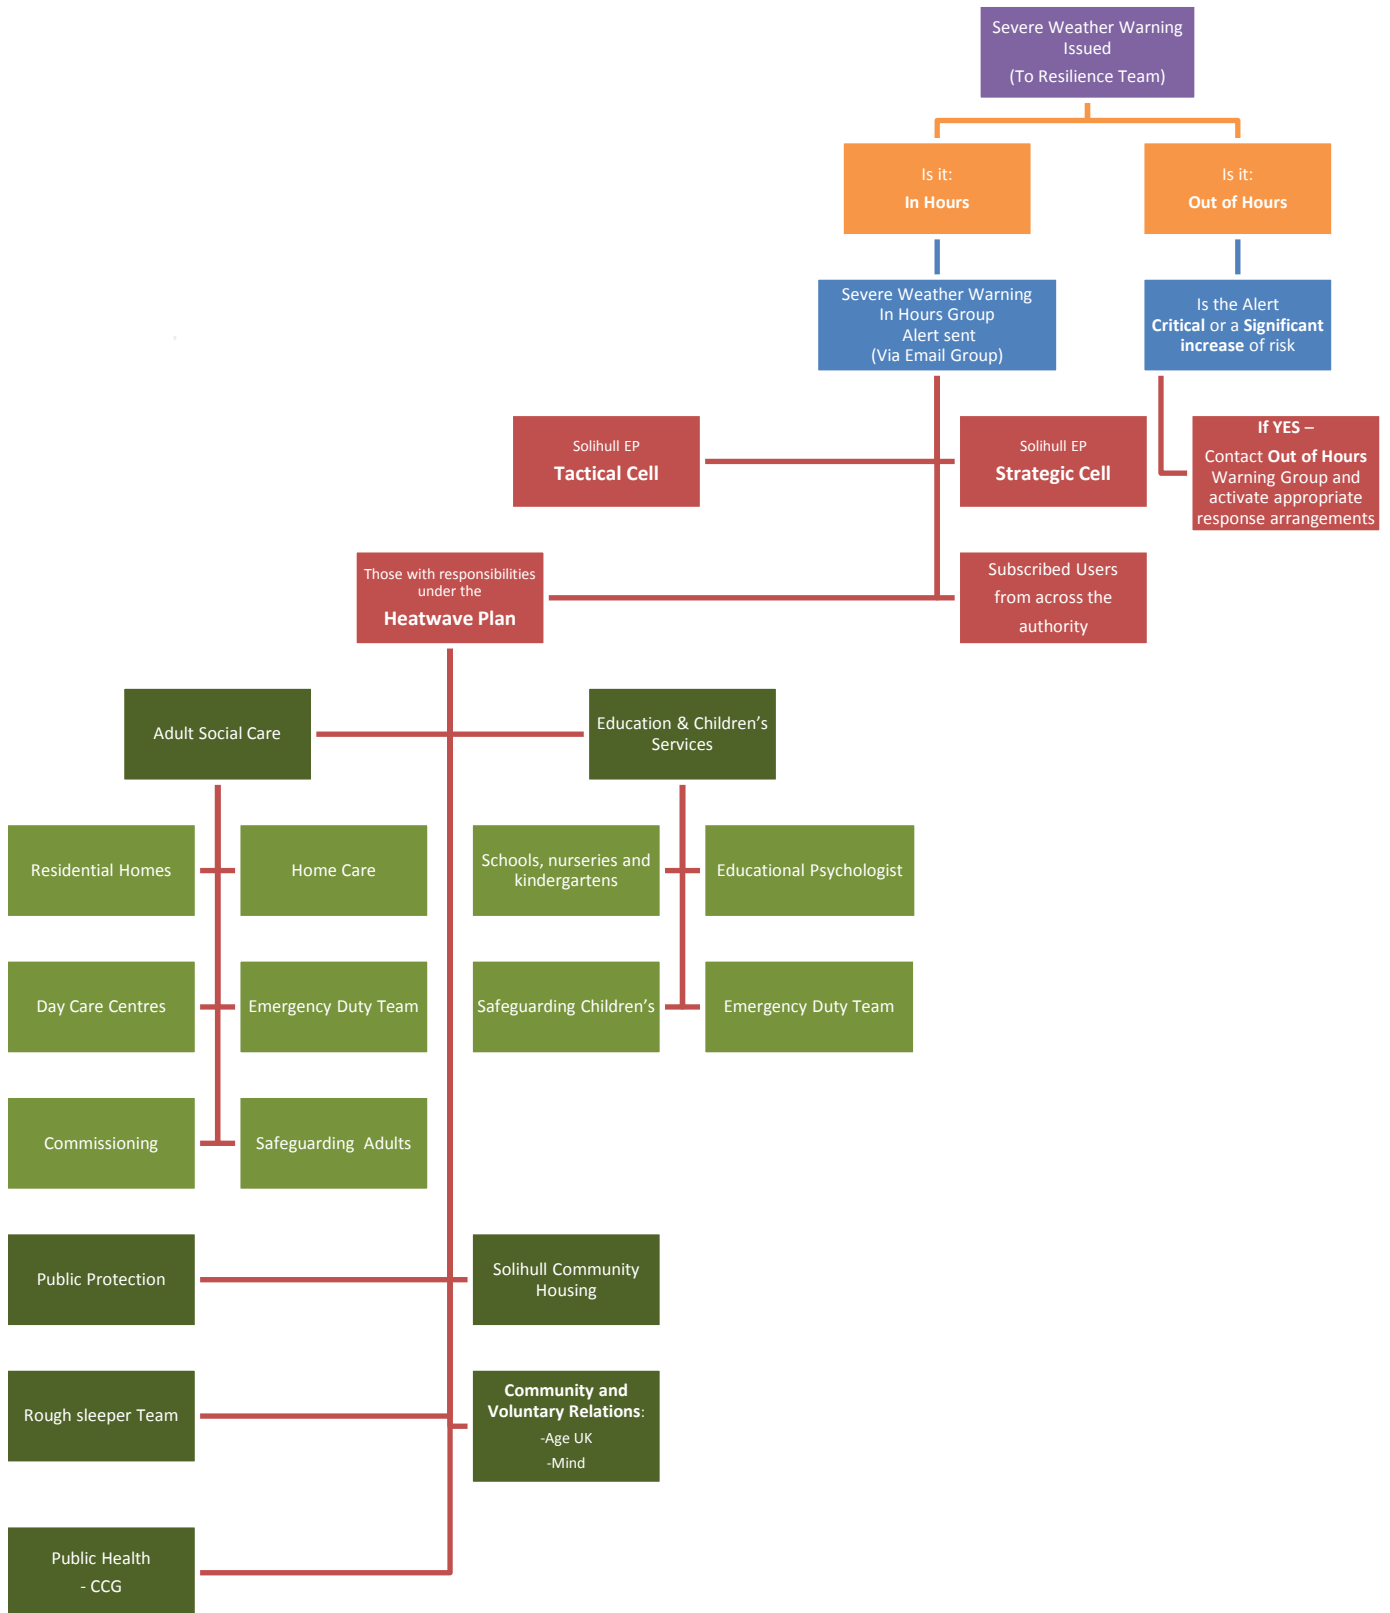 Severe Weather Warning
Issued
(To Resilience Team)
Is it:
In Hours
Is it:
Out of Hours
Severe Weather Warning
In Hours Group
Alert sent
(Via Email Group)
Is the Alert
Critical or a Significant
increase of risk
Solihull EP
Tactical Cell
Solihull EP
Strategic Cell
If YES –
Contact Out of Hours
Warning Group and
activate appropriate
response arrangements
Those with responsibilities
under the
Heatwave Plan
Subscribed Users
from across the
authority
Adult Social Care
Education & Children’s
Services
Residential Homes
Home Care
Schools, nurseries and
kindergartens
Educational Psychologist
Day Care Centres
Emergency Duty Team
Safeguarding Children’s
Emergency Duty Team
Commissioning
Safeguarding Adults
Public Protection
Solihull Community
Housing
Rough sleeper Team
Community and
Voluntary Relations:
-Age UK
-Mind
Public Health
- CCG